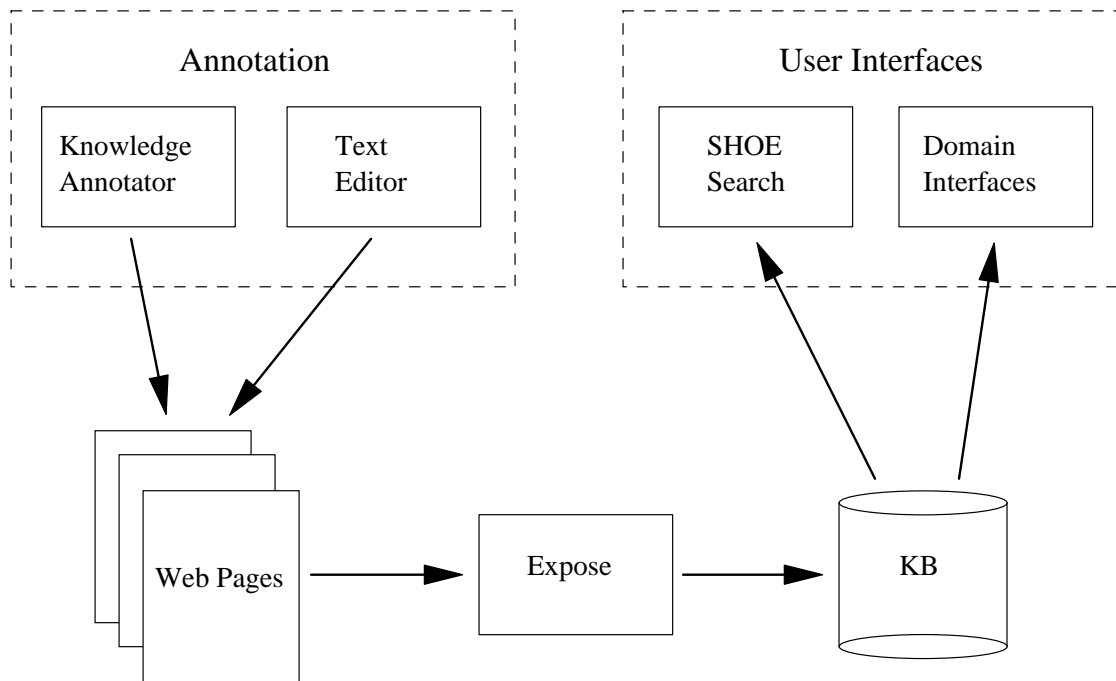 Annotation
Knowledge
Annotator
Text
Editor
User Interfaces
SHOE
Search
Domain
Interfaces
Web Pages
Expose
KB